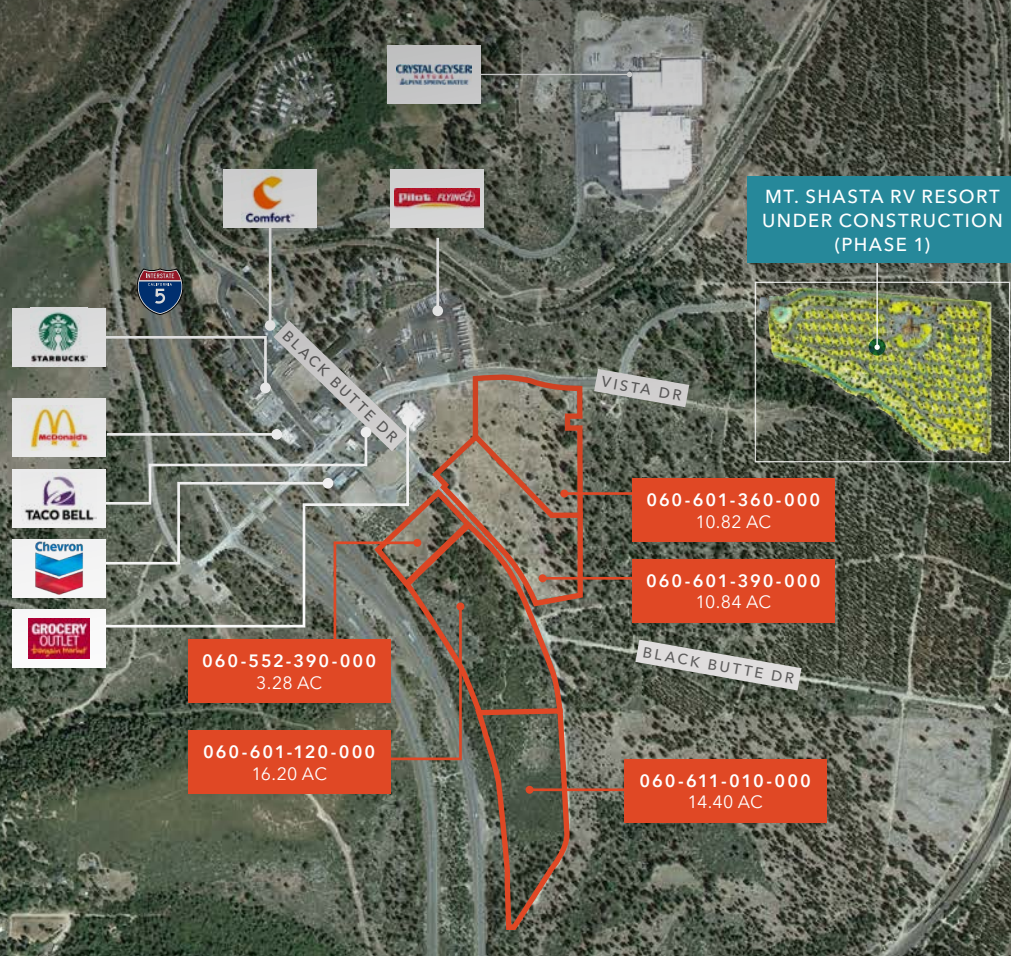 CRYSTAL GEYSER
NATURAL
ALPINE SPRING WATER
Comfort
Pilot FLYING J
MT. SHASTA RV RESORT
UNDER CONSTRUCTION
(PHASE 1)
INTERSTATE
CALIFORNIA
5
STARBUCKS
BLACK BUTTE DR
VISTA DR
McDonald's
TACO BELL
060-601-360-000
10.82 AC
Chevron
060-601-390-000
10.84 AC
GROCERY
OUTLET
bargain market
060-552-390-000
3.28 AC
BLACK BUTTE DR
060-601-120-000
16.20 AC
060-611-010-000
14.40 AC